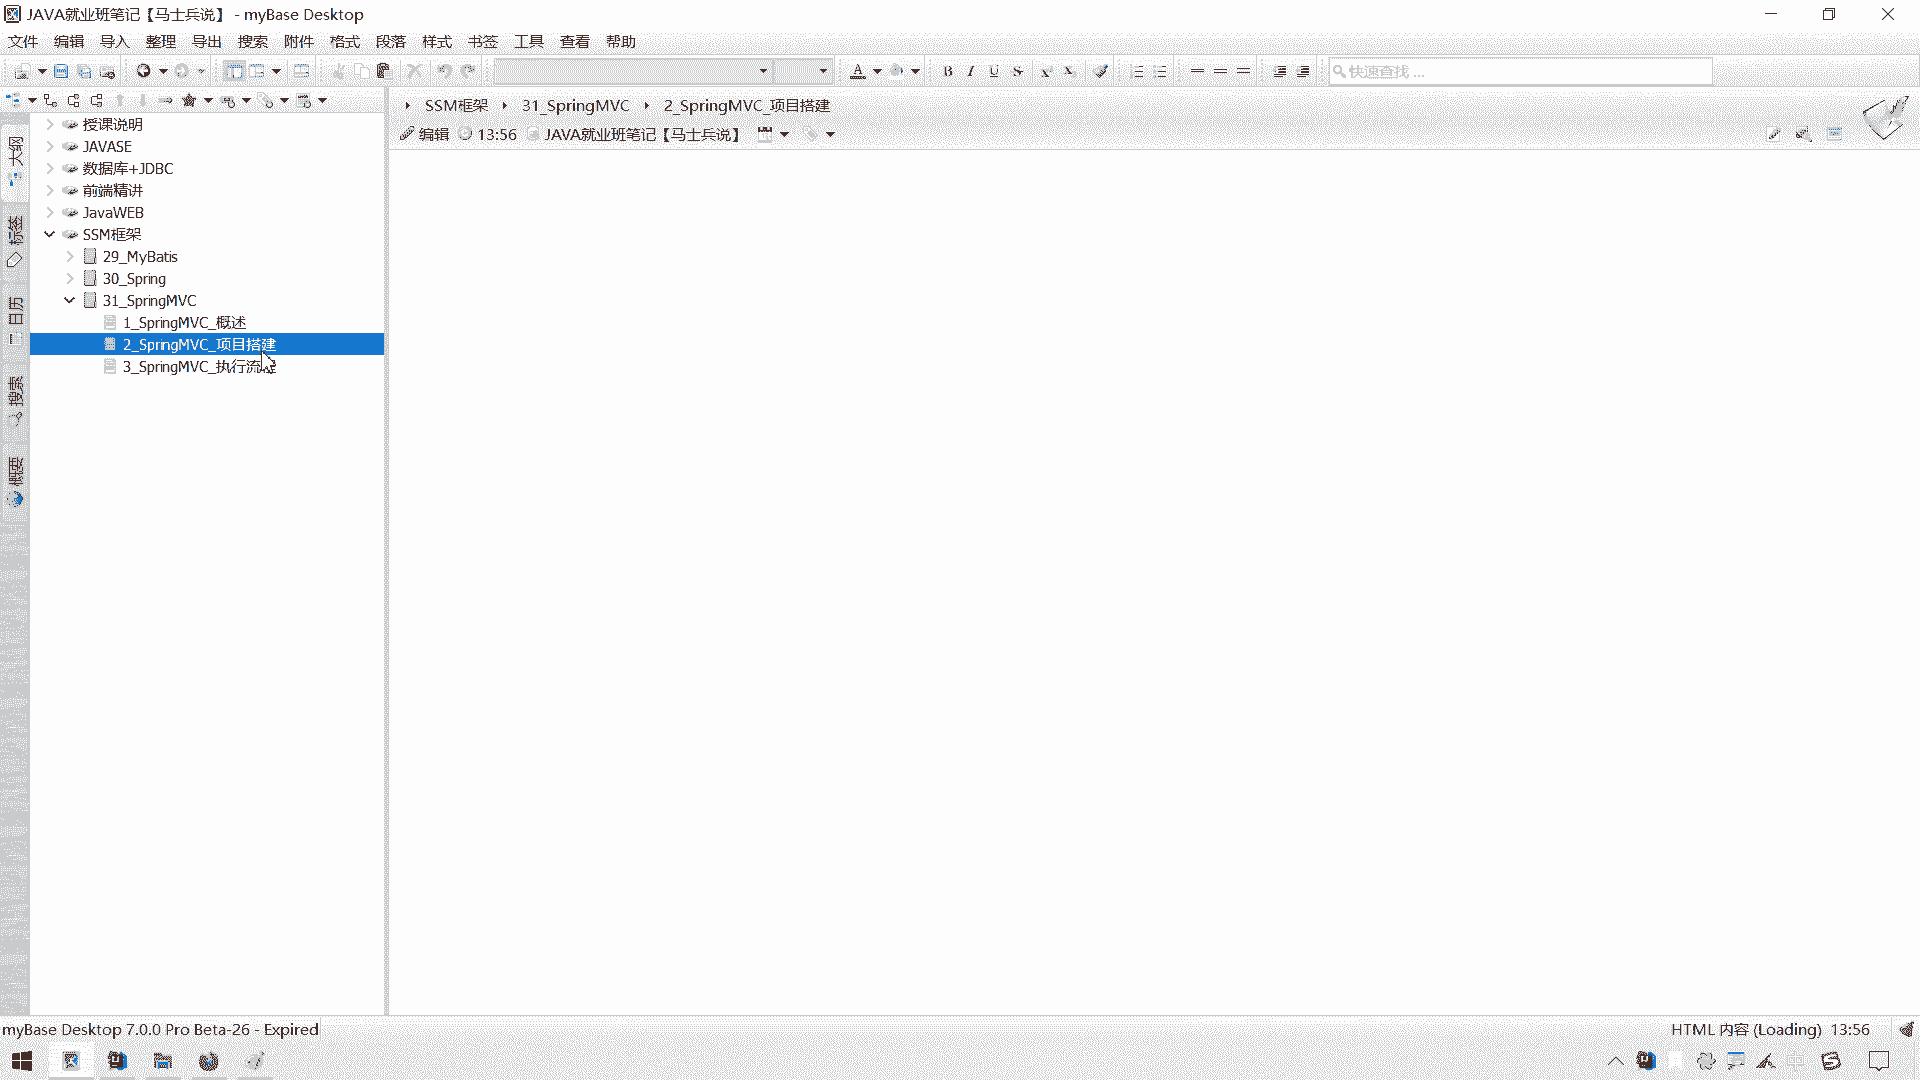 JAVA就业班笔记【马士兵说】 - myBase Desktop
文件 编辑 导入 整理 导出 搜索 附件 格式 段落 样式 书签 工具 查看 帮助
快速查找 ...
SSM框架 31_SpringMVC 2_SpringMVC_项目搭建
编辑 13:56 JAVA就业班笔记【马士兵说】
大纲
标签
日历
搜索
概要
授课说明
JAVASE
数据库+JDBC
前端精讲
JavaWEB
SSM框架
29_MyBatis
30_Spring
31_SpringMVC
1_SpringMVC_概述
2_SpringMVC_项目搭建
3_SpringMVC_执行流
myBase Desktop 7.0.0 Pro Beta-26 - Expired
HTML 内容 (Loading) 13:56